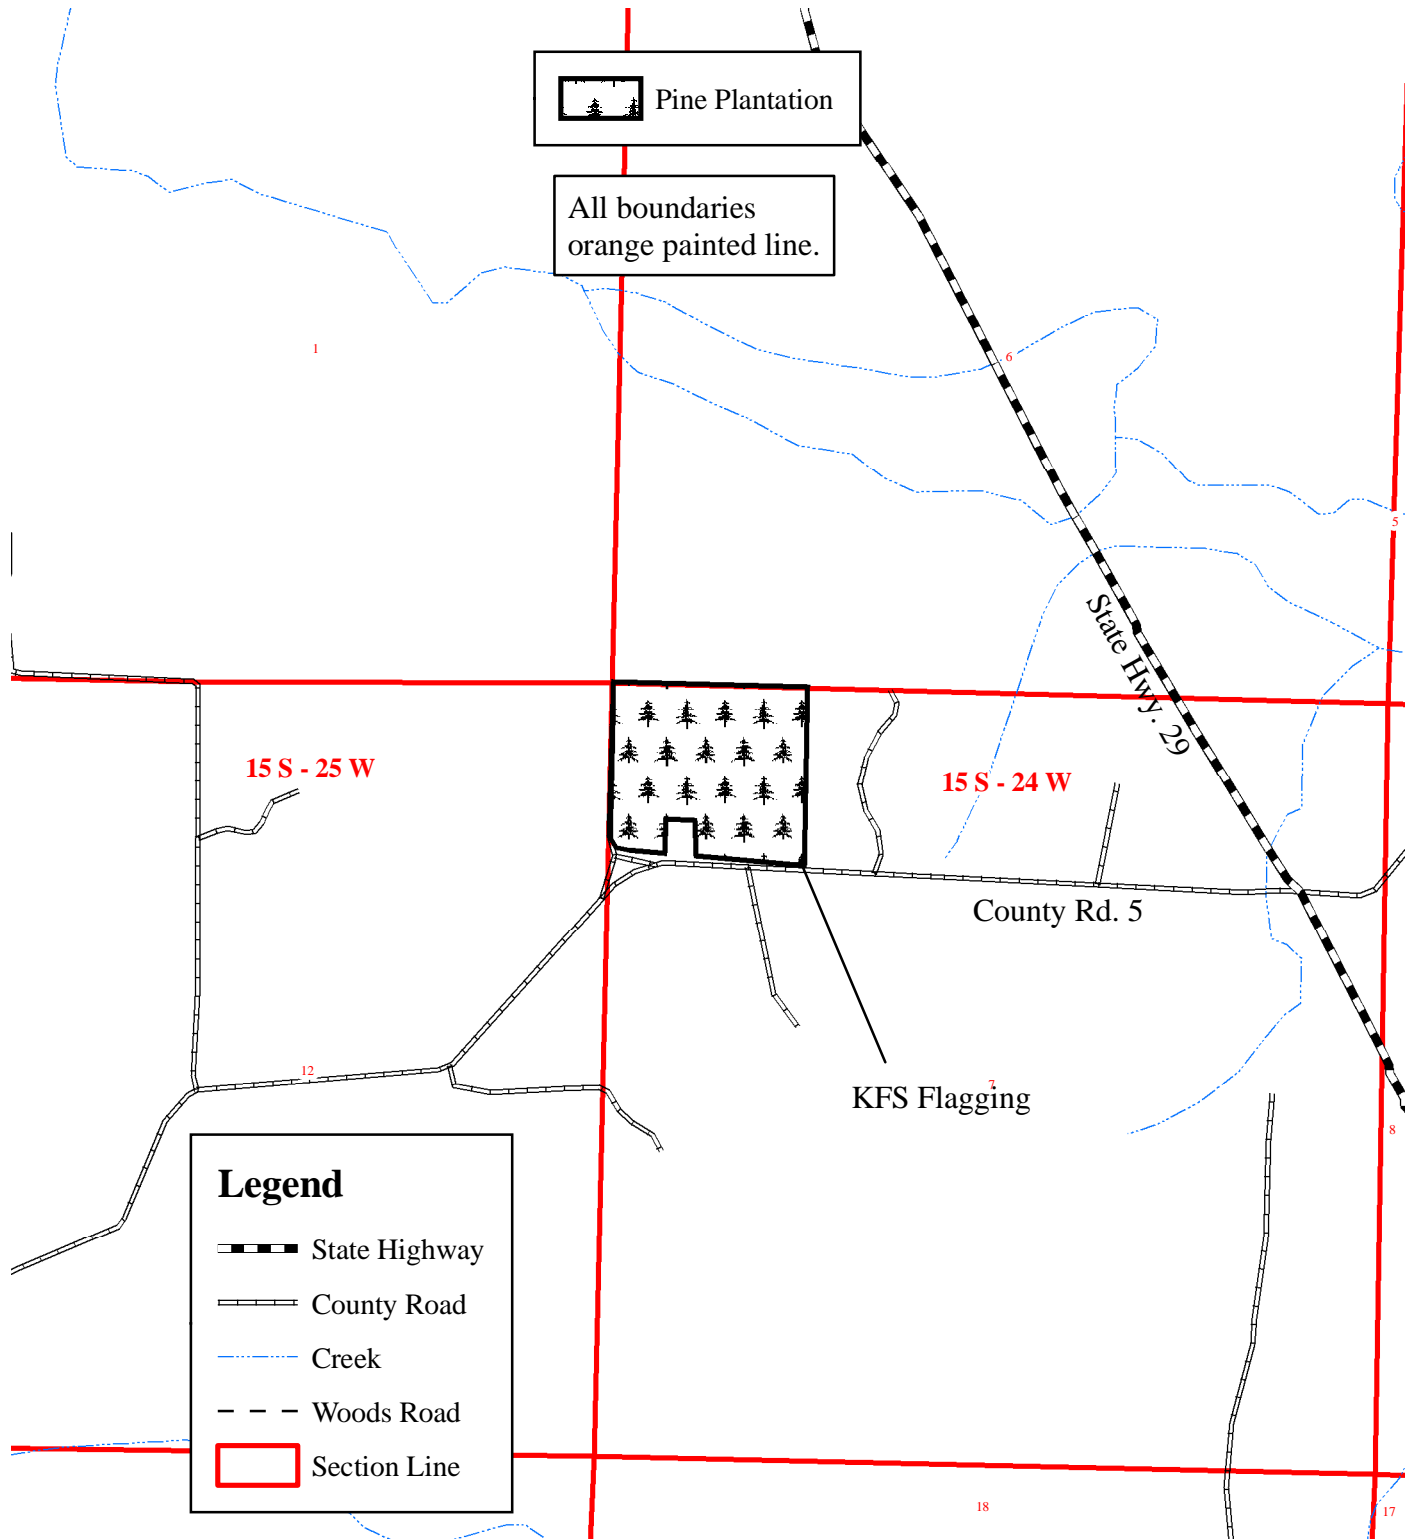 Pine Plantation
All boundaries
orange painted line.
1
6
5
State Hwy. 29
15 S - 25 W
15 S - 24 W
County Rd. 5
12
7
KFS Flagging
8
Legend
State Highway
County Road
Creek
Woods Road
Section Line
18
17